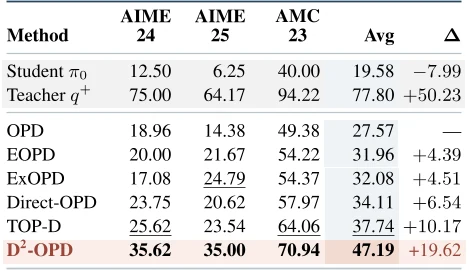 Method AIME 24 AIME 25 AMC 23 Avg Δ
Student π₀ 12.50 6.25 40.00 19.58 −7.99
Teacher q⁺ 75.00 64.17 94.22 77.80 +50.23
OPD 18.96 14.38 49.38 27.57 —
EOPD 20.00 21.67 54.22 31.96 +4.39
ExOPD 17.08 24.79 54.37 32.08 +4.51
Direct-OPD 23.75 20.62 57.97 34.11 +6.54
TOP-D 25.62 23.54 64.06 37.74 +10.17
D²-OPD 35.62 35.00 70.94 47.19 +19.62